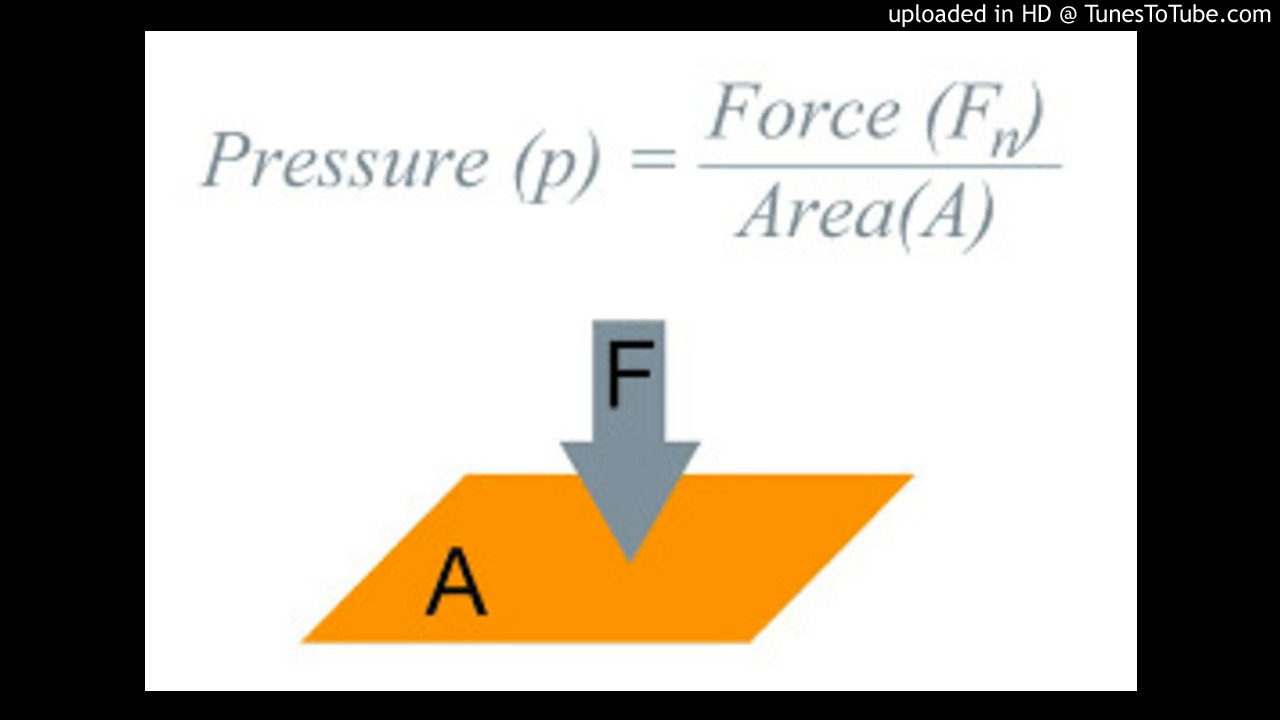 uploaded in HD @ TunesToTube.com
Pressure (p) = Force (Fₙ) / Area(A)
F
A